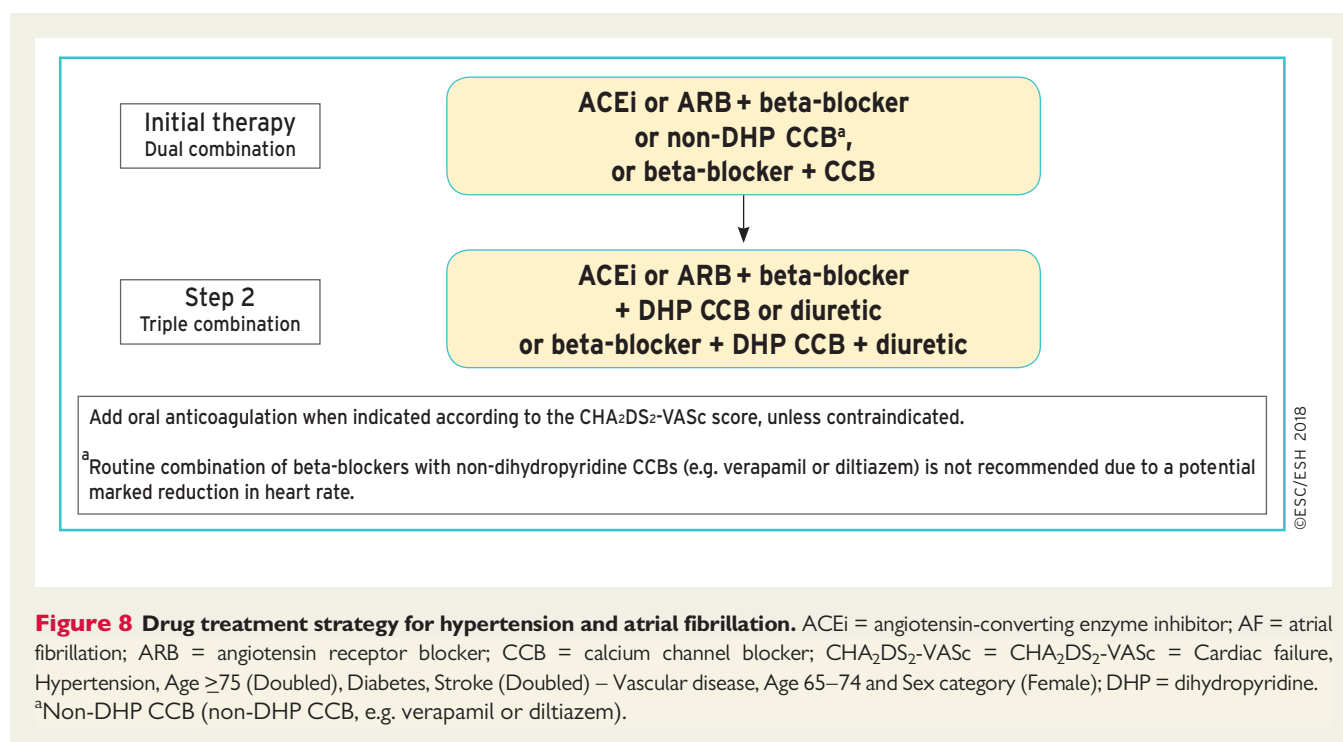 Initial therapy
Dual combination
ACEi or ARB + beta-blocker
or non-DHP CCBᵃ,
or beta-blocker + CCB
Step 2
Triple combination
ACEi or ARB + beta-blocker
+ DHP CCB or diuretic
or beta-blocker + DHP CCB + diuretic
Add oral anticoagulation when indicated according to the CHA₂DS₂-VASc score, unless contraindicated.
ᵃRoutine combination of beta-blockers with non-dihydropyridine CCBs (e.g. verapamil or diltiazem) is not recommended due to a potential
marked reduction in heart rate.
©ESC/ESH 2018
Figure 8 Drug treatment strategy for hypertension and atrial fibrillation. ACEi = angiotensin-converting enzyme inhibitor; AF = atrial
fibrillation; ARB = angiotensin receptor blocker; CCB = calcium channel blocker; CHA₂DS₂-VASc = CHA₂DS₂-VASc = Cardiac failure,
Hypertension, Age ≥75 (Doubled), Diabetes, Stroke (Doubled) – Vascular disease, Age 65–74 and Sex category (Female); DHP = dihydropyridine.
ᵃNon-DHP CCB (non-DHP CCB, e.g. verapamil or diltiazem).